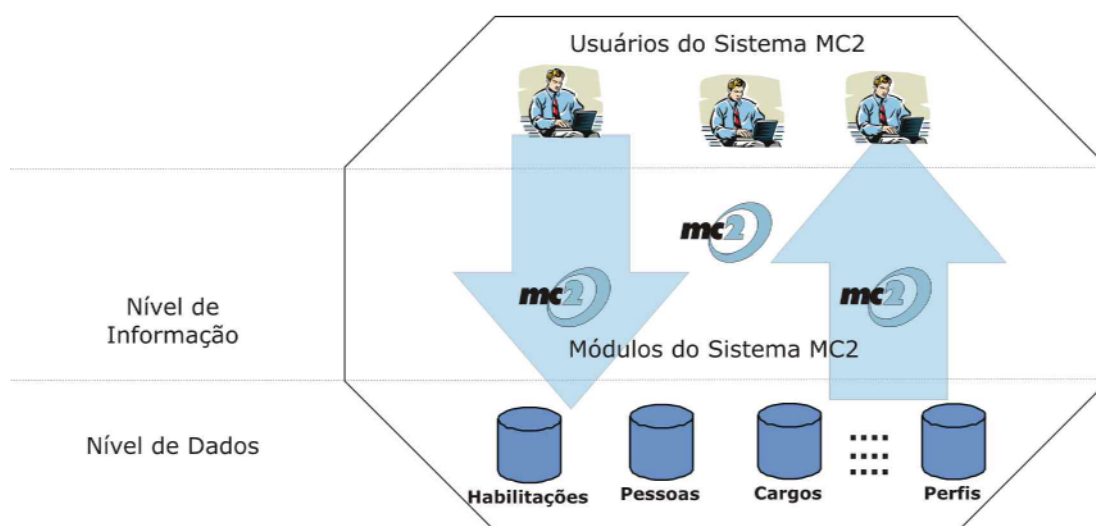 Usuários do Sistema MC2
mc2
mc2
mc2
Nível de
Informação
Módulos do Sistema MC2
Nível de Dados
Habilitações
Pessoas
Cargos
Perfis